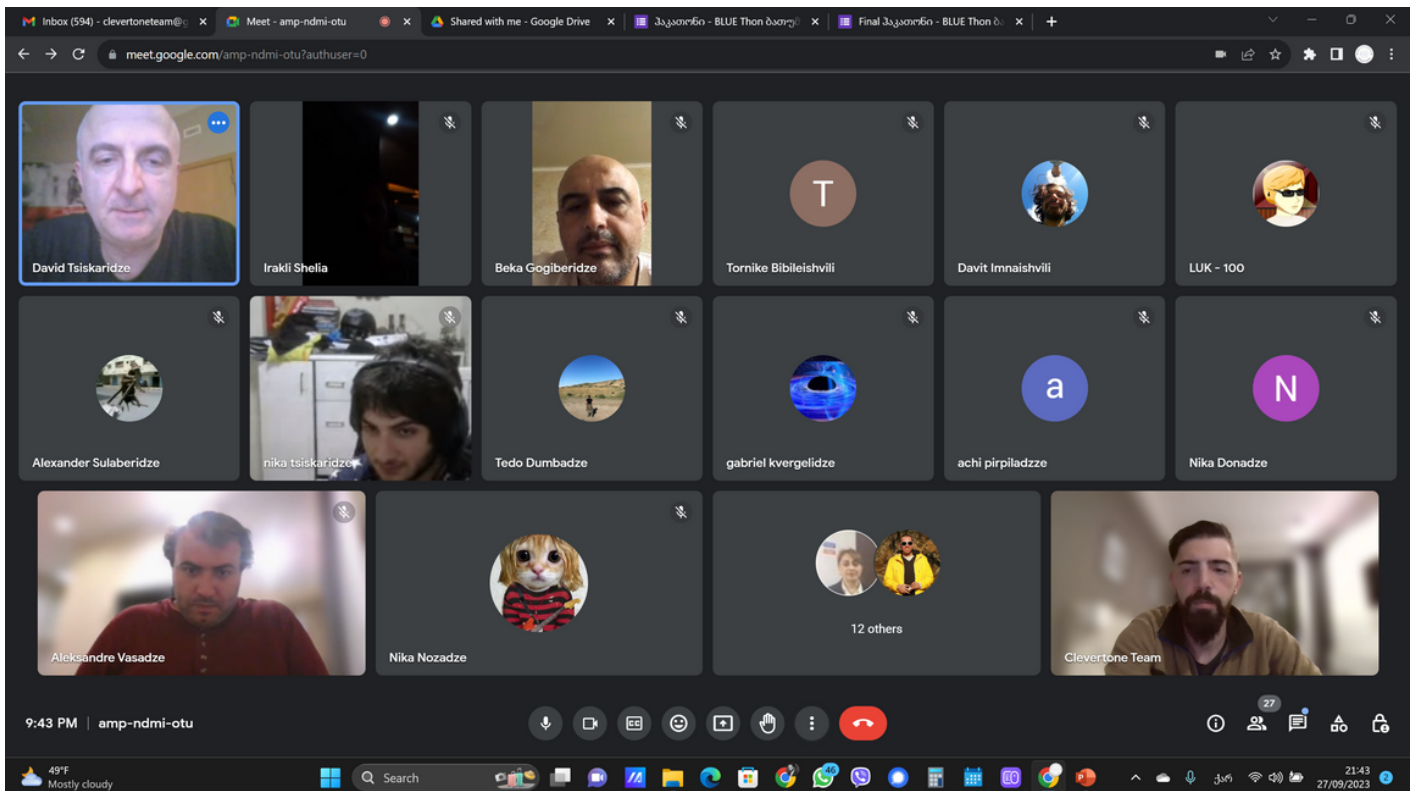 Inbox (594) - clevertoneteam@g
Meet - amp-ndmi-otu
Shared with me - Google Drive
ჰაკათონი - BLUE Thon ბათუმ
Final ჰაკათონი - BLUE Thon ბ
meet.google.com/amp-ndmi-otu?authuser=0
David Tsiskaridze
Irakli Shelia
Beka Gogiberidze
T
Tornike Bibileishvili
Davit Imnaishvili
LUK - 100
Alexander Sulaberidze
nika tsiskaridze
Tedo Dumbadze
gabriel kvergelidze
a
achi pirpiladzze
N
Nika Donadze
Aleksandre Vasadze
Nika Nozadze
12 others
Clevertone Team
9:43 PM | amp-ndmi-otu
CC
27
49°F
Mostly cloudy
Search
46
ქარ
21:43
27/09/2023
2